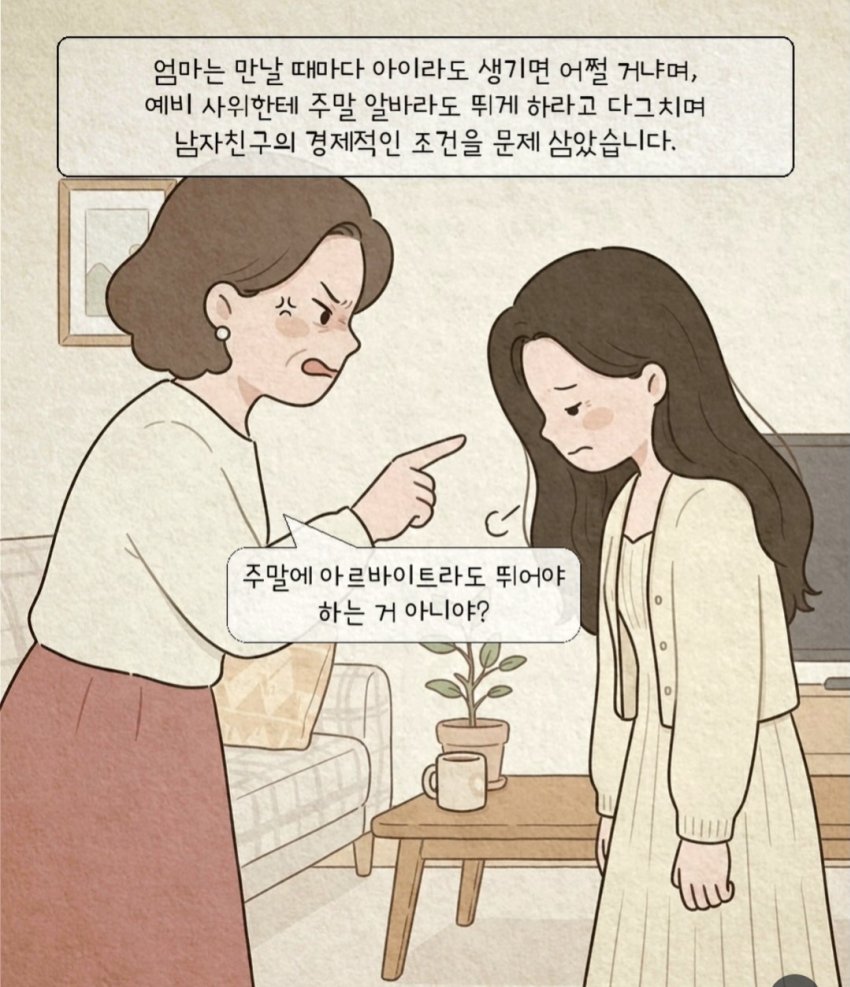 엄마는 만날 때마다 아이라도 생기면 어쩔 거냐며,
예비 사위한테 주말 알바라도 뛰게 하라고 다그치며
남자친구의 경제적인 조건을 문제 삼았습니다.
주말에 아르바이트라도 뛰어야
하는 거 아니야?